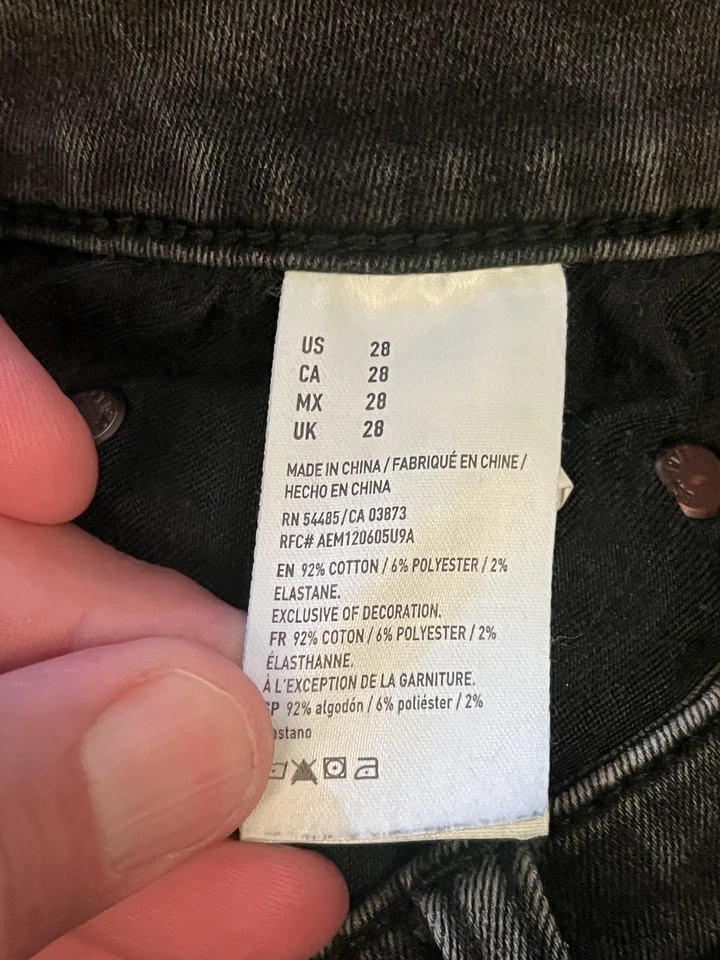 US 28
CA 28
MX 28
UK 28
MADE IN CHINA / FABRIQUÉ EN CHINE /
HECHO EN CHINA
RN 54485/CA 03873
RFC# AEM120605U9A
EN 92% COTTON / 6% POLYESTER / 2%
ELASTANE.
EXCLUSIVE OF DECORATION.
FR 92% COTON / 6% POLYESTER / 2%
ÉLASTHANNE.
À L'EXCEPTION DE LA GARNITURE.
SP 92% algodón / 6% poliéster / 2%